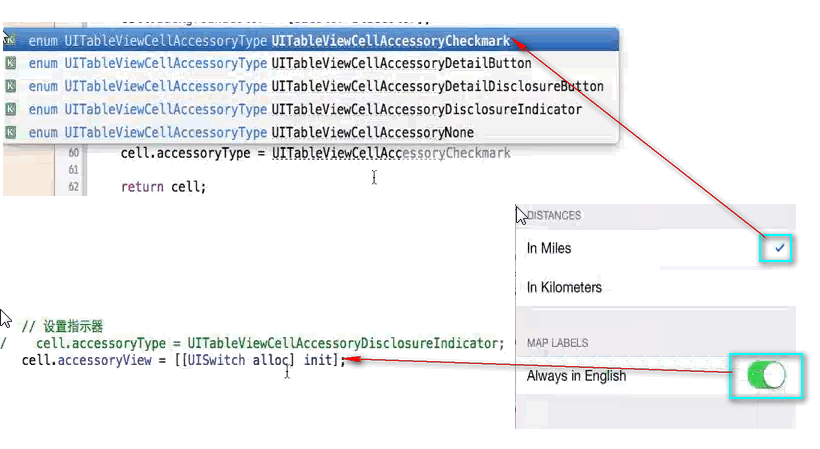 enum UITableViewCellAccessoryType UITableViewCellAccessoryCheckmark
enum UITableViewCellAccessoryType UITableViewCellAccessoryDetailButton
enum UITableViewCellAccessoryType UITableViewCellAccessoryDetailDisclosureButton
enum UITableViewCellAccessoryType UITableViewCellAccessoryDisclosureIndicator
enum UITableViewCellAccessoryType UITableViewCellAccessoryNone
60 cell.accessoryType = UITableViewCellAccessoryCheckmark
61
62 return cell;
DISTANCES
In Miles
In Kilometers
// 设置指示器
/ cell.accessoryType = UITableViewCellAccessoryDisclosureIndicator;
cell.accessoryView = [[UISwitch alloc] init];
MAP LABELS
Always in English